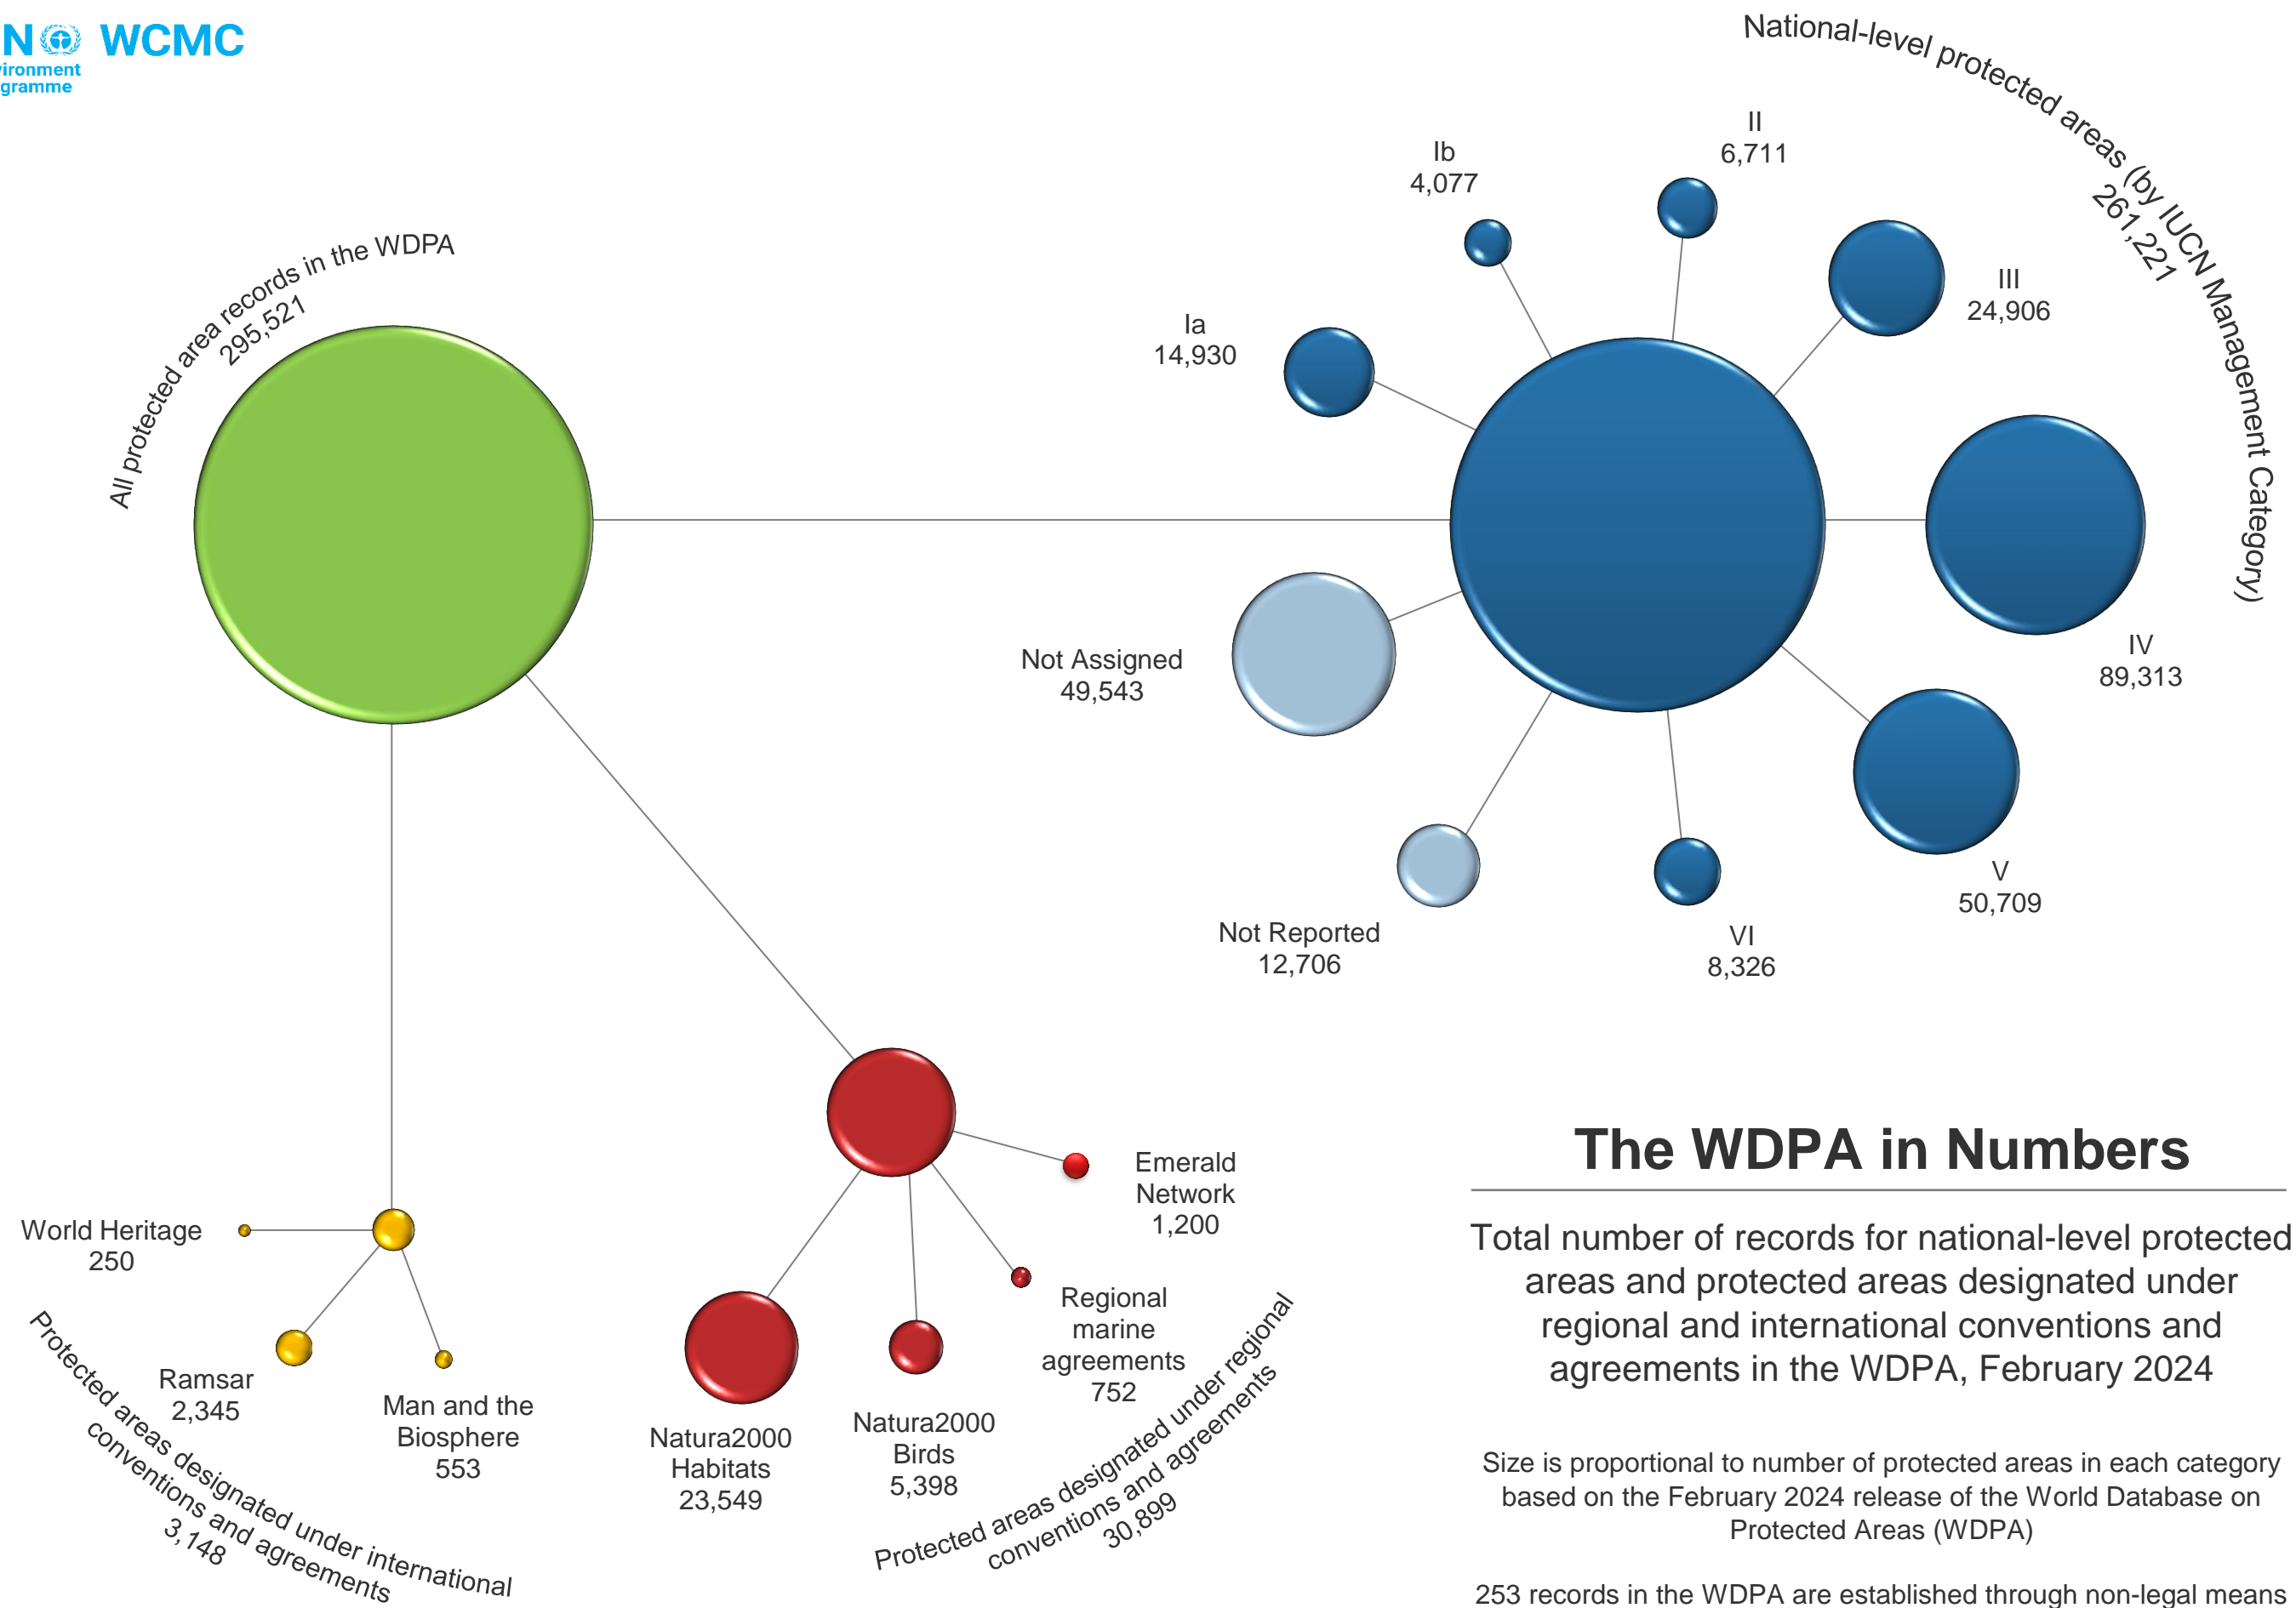 N WCMC
ironment
gramme
National-level protected areas (by IUCN Management Category)
261,221
II
6,711
Ib
4,077
III
24,906
Ia
14,930
All protected area records in the WDPA
295,521
IV
89,313
Not Assigned
49,543
V
50,709
Not Reported
12,706
VI
8,326
The WDPA in Numbers
Total number of records for national-level protected
areas and protected areas designated under
regional and international conventions and
agreements in the WDPA, February 2024
Size is proportional to number of protected areas in each category
based on the February 2024 release of the World Database on
Protected Areas (WDPA)
253 records in the WDPA are established through non-legal means
Emerald
Network
1,200
Regional
marine
agreements
752
Natura2000
Birds
5,398
Natura2000
Habitats
23,549
Protected areas designated under regional
conventions and agreements
30,899
World Heritage
250
Ramsar
2,345
Man and the
Biosphere
553
Protected areas designated under international
conventions and agreements
3,148